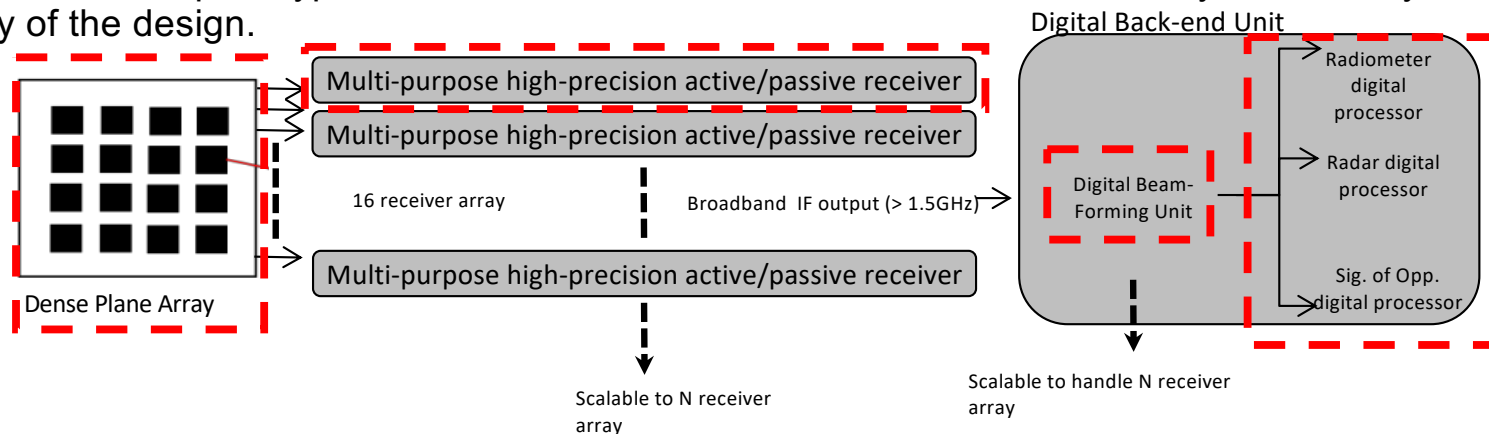 y of the design.
Digital Back-end Unit
Multi-purpose high-precision active/passive receiver
Multi-purpose high-precision active/passive receiver
16 receiver array
Broadband IF output (> 1.5GHz)
Multi-purpose high-precision active/passive receiver
Dense Plane Array
Scalable to N receiver
array
Digital Beam-
Forming Unit
Radiometer
digital
processor
Radar digital
processor
Sig. of Opp.
digital processor
Scalable to handle N receiver
array